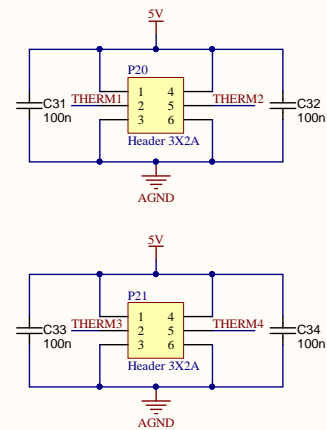 5V
P20
1 4
C31 THERM1 2 5 THERM2 C32
100n 3 6 100n
Header 3X2A
AGND
5V
P21
1 4
C33 THERM3 2 5 THERM4 C34
100n 3 6 100n
Header 3X2A
AGND